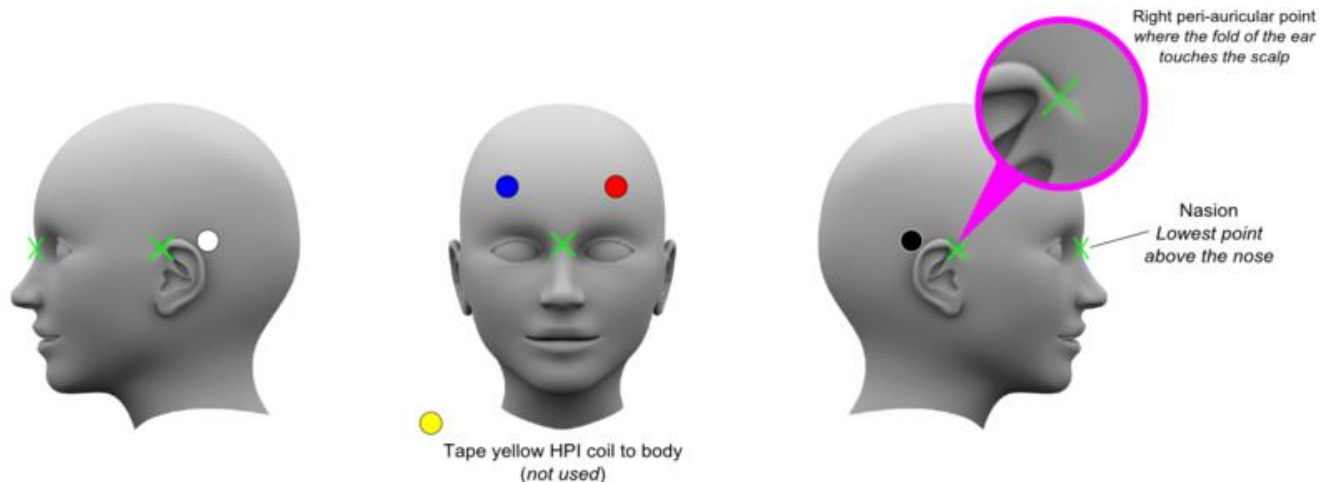 Right peri-auricular point
where the fold of the ear
touches the scalp
Nasion
Lowest point
above the nose
Tape yellow HPI coil to body
(not used)